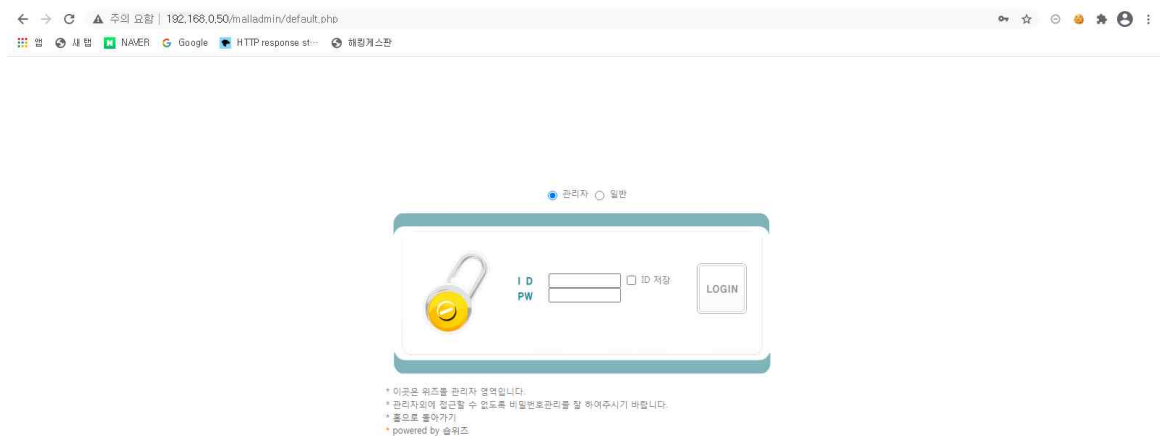 주의 요함 | 192.168.0.50/malladmin/default.php
앱 새 탭 NAVER Google HTTP response st… 해킹게스판
관리자 일반
I D ID 저장
PW
LOGIN
* 이곳은 위즈몰 관리자 영역입니다.
* 관리자외에 접근할 수 없도록 비밀번호관리를 잘 하여주시기 바랍니다.
* 홈으로 돌아가기
* powered by 숍위즈